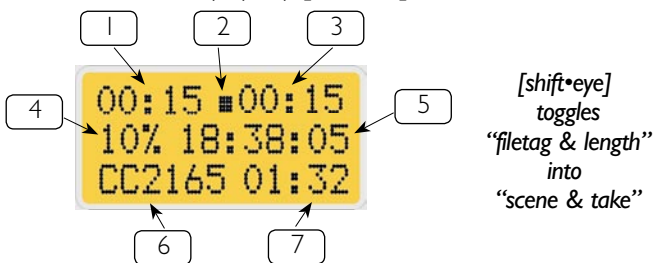 1 2 3
4 5
00:15 ■00:15
10% 18:38:05
CC2165 01:32
6 7
[shift•eye]
toggles
“filetag & length”
into
“scene & take”